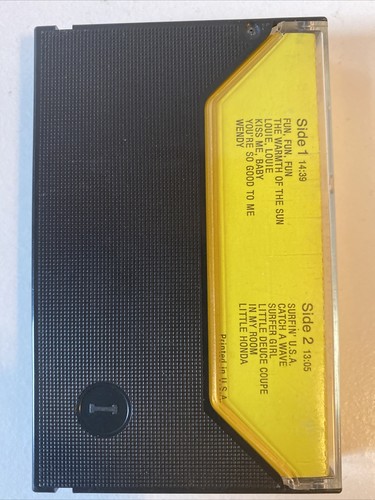 Side 1 14:39
FUN, FUN, FUN
THE WARMTH OF THE SUN
LOUIE, LOUIE
KISS ME, BABY
YOU'RE SO GOOD TO ME
WENDY
Side 2 13:05
SURFIN' U.S.A.
CATCH A WAVE
SURFER GIRL
LITTLE DEUCE COUPE
IN MY ROOM
LITTLE HONDA
Printed in U.S.A.